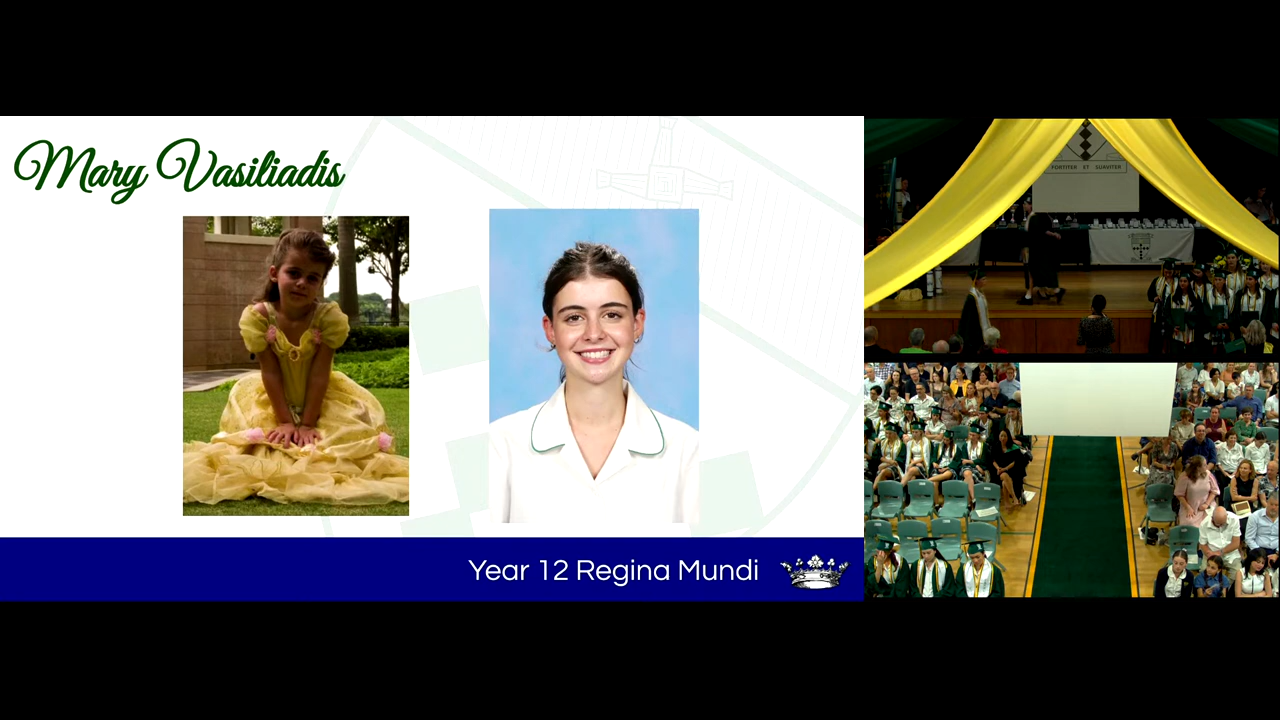 Mary Vasiliadis
FORTITER ET SUAVITER
Year 12 Regina Mundi